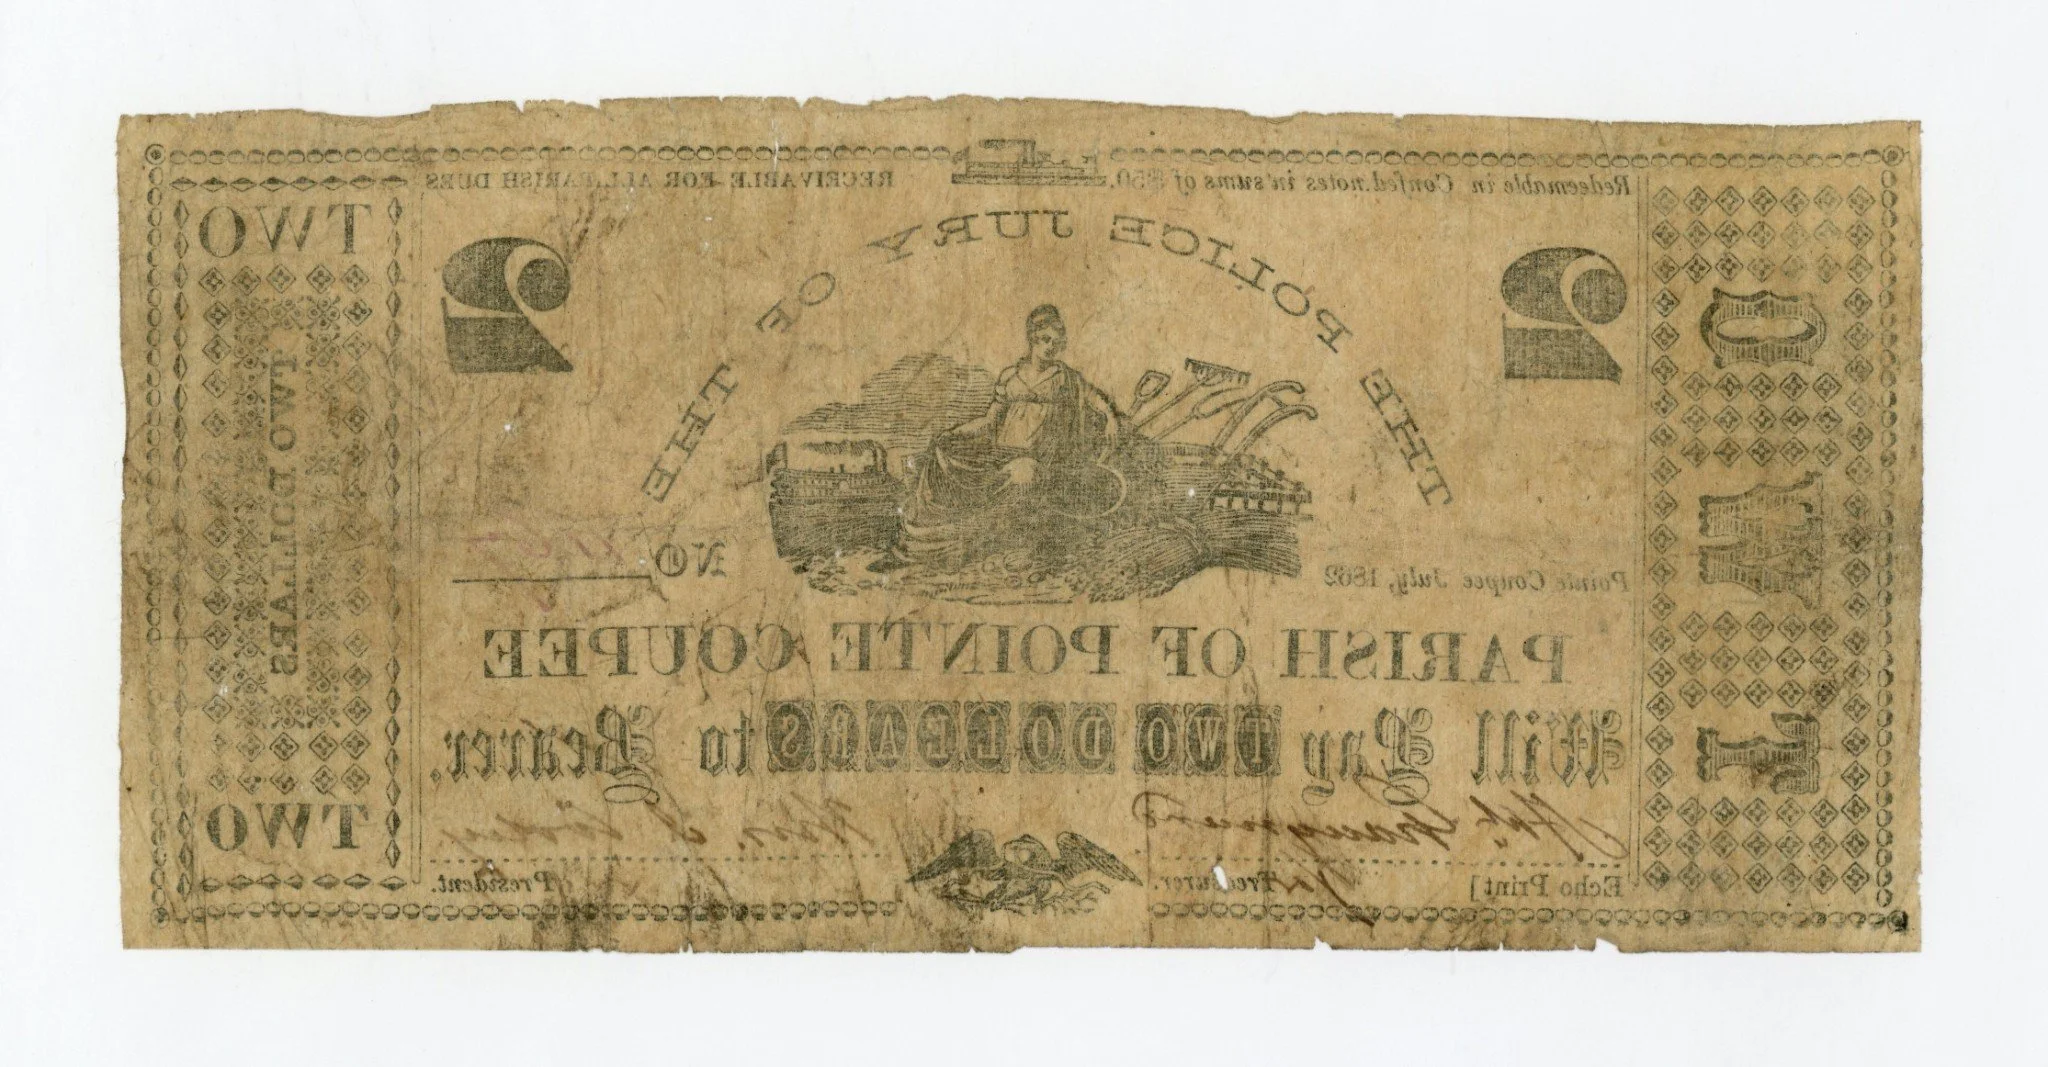 Redeemable in Confed. notes in sums of $50.
RECEIVABLE FOR ALL PARISH DUES
TWO
TWO
2
2
THE POLICE JURY OF THE
TWO DOLLARS
Pointe Coupee July, 1862
No
PARISH OF POINTE COUPEE
Will Pay TWO DOLLARS to Bearer.
TWO
Echo Print]
Treasurer.
President.